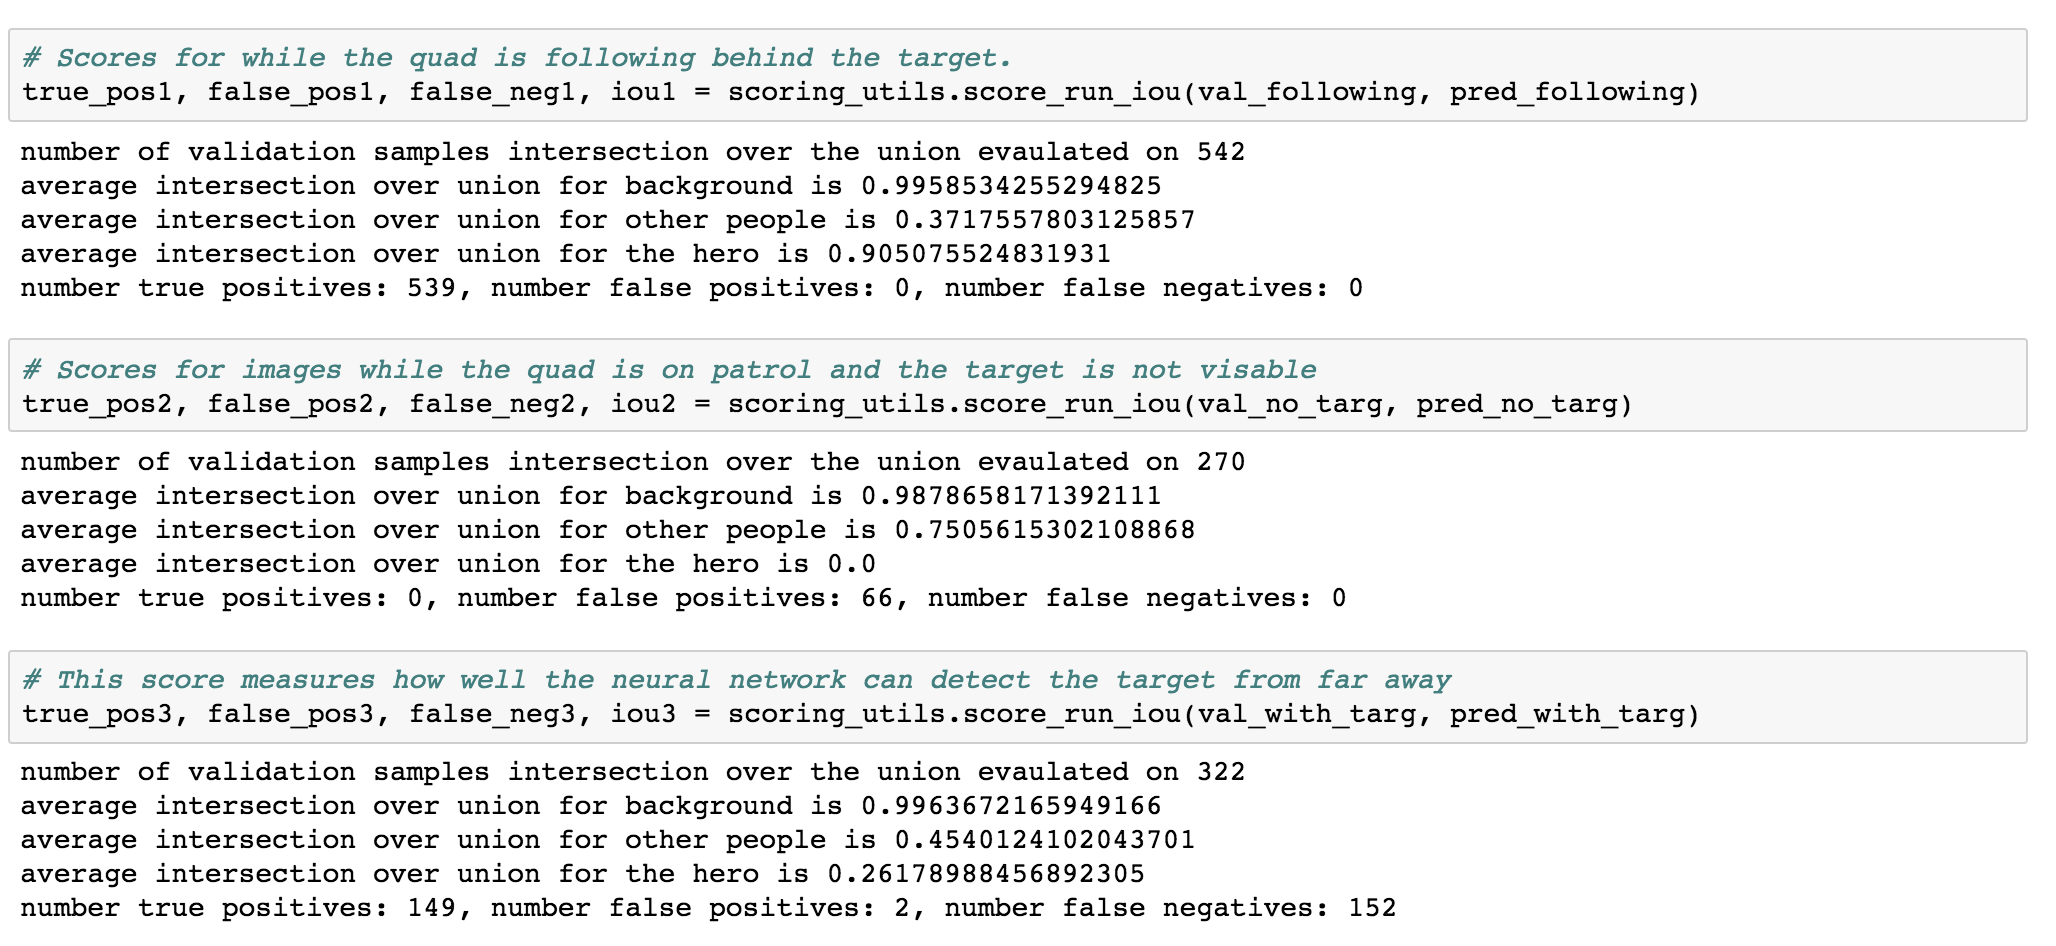 # Scores for while the quad is following behind the target.
true_pos1, false_pos1, false_neg1, iou1 = scoring_utils.score_run_iou(val_following, pred_following)
number of validation samples intersection over the union evaulated on 542
average intersection over union for background is 0.9958534255294825
average intersection over union for other people is 0.3717557803125857
average intersection over union for the hero is 0.905075524831931
number true positives: 539, number false positives: 0, number false negatives: 0
# Scores for images while the quad is on patrol and the target is not visable
true_pos2, false_pos2, false_neg2, iou2 = scoring_utils.score_run_iou(val_no_targ, pred_no_targ)
number of validation samples intersection over the union evaulated on 270
average intersection over union for background is 0.9878658171392111
average intersection over union for other people is 0.7505615302108868
average intersection over union for the hero is 0.0
number true positives: 0, number false positives: 66, number false negatives: 0
# This score measures how well the neural network can detect the target from far away
true_pos3, false_pos3, false_neg3, iou3 = scoring_utils.score_run_iou(val_with_targ, pred_with_targ)
number of validation samples intersection over the union evaulated on 322
average intersection over union for background is 0.9963672165949166
average intersection over union for other people is 0.4540124102043701
average intersection over union for the hero is 0.26178988456892305
number true positives: 149, number false positives: 2, number false negatives: 152